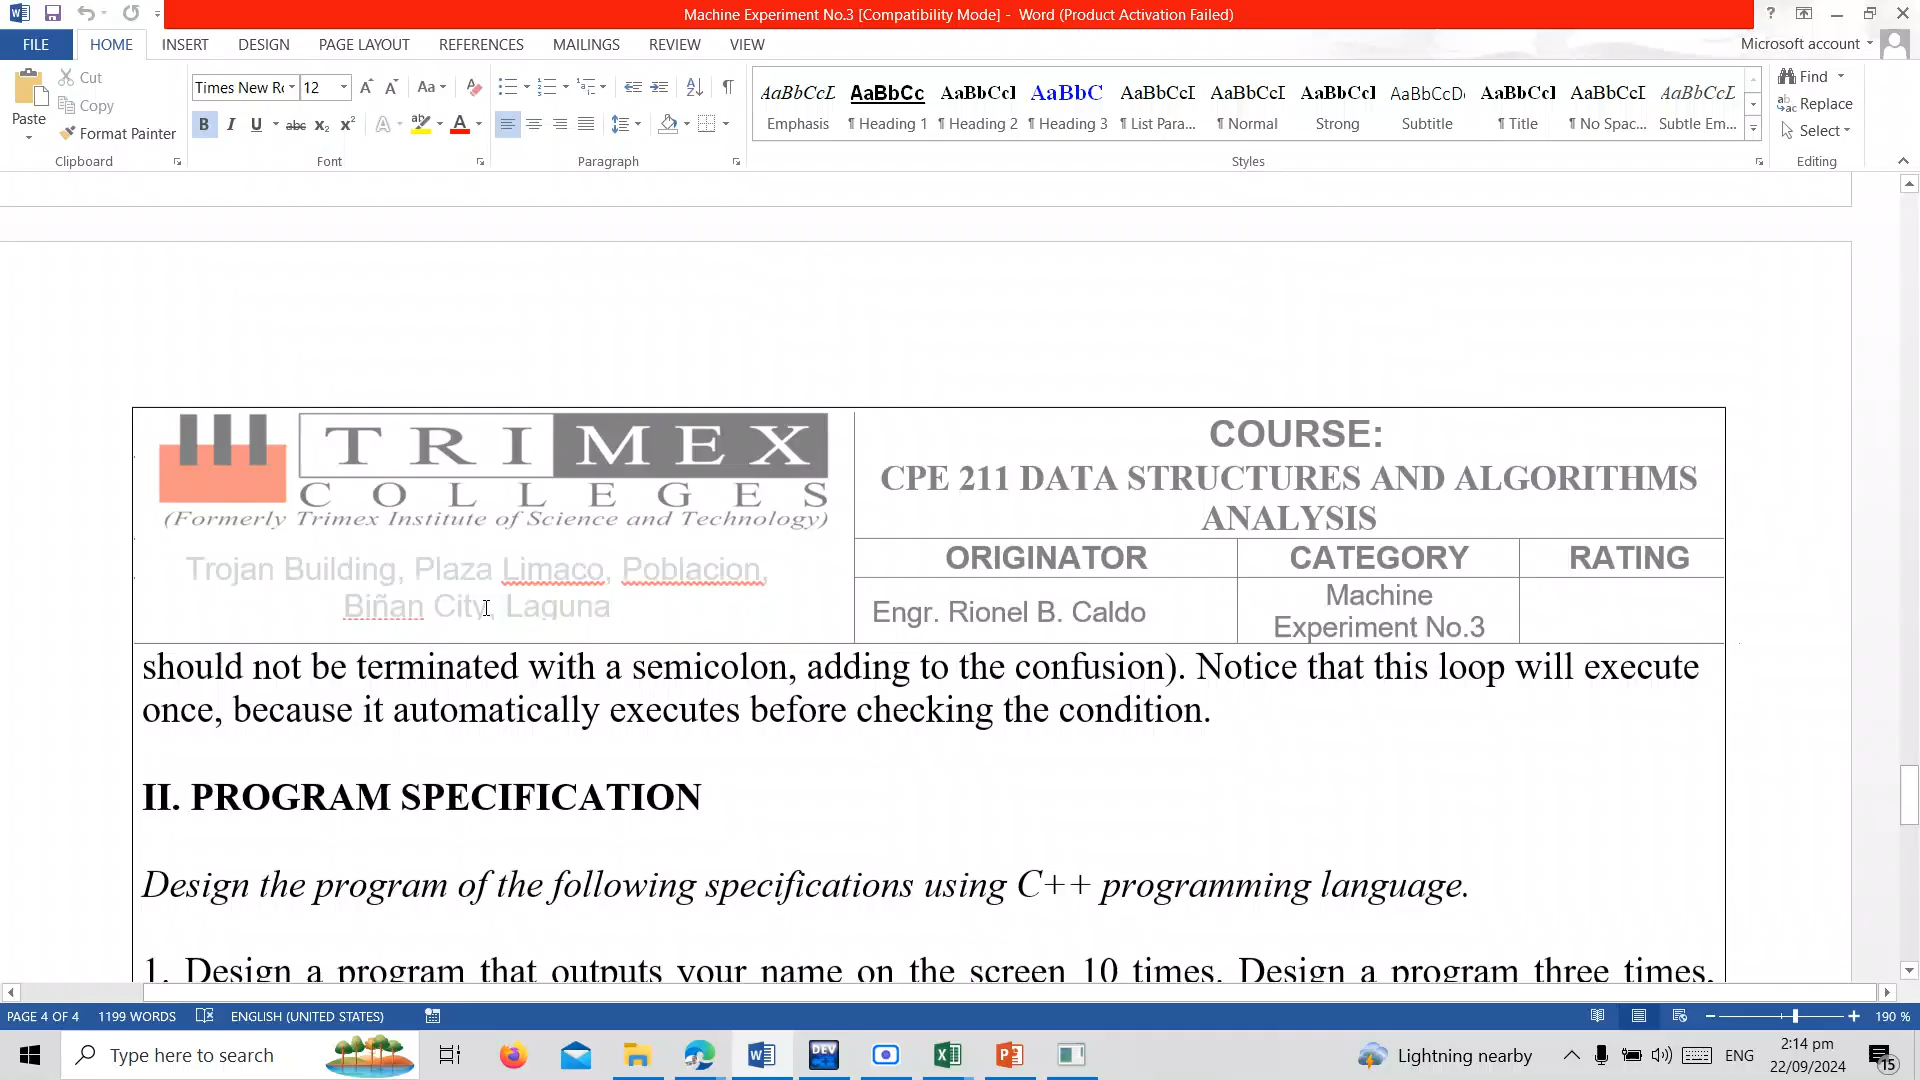 Machine Experiment No.3 [Compatibility Mode] - Word (Product Activation Failed)
FILE HOME INSERT DESIGN PAGE LAYOUT REFERENCES MAILINGS REVIEW VIEW
Microsoft account
Paste
Cut
Copy
Format Painter
Clipboard
Times New Ro 12
Font
Paragraph
AaBbCcL AaBbCc AaBbCcI AaBbC AaBbCcI AaBbCcI AaBbCcI AaBbCcDı AaBbCcI AaBbCcI AaBbCcL
Emphasis ¶ Heading 1 ¶ Heading 2 ¶ Heading 3 ¶ List Para... ¶ Normal Strong Subtitle ¶ Title ¶ No Spac... Subtle Em...
Styles
Find
Replace
Select
Editing
TRIMEX
COLLEGES
(Formerly Trimex Institute of Science and Technology)
Trojan Building, Plaza Limaco, Poblacion,
Biñan City, Laguna
COURSE:
CPE 211 DATA STRUCTURES AND ALGORITHMS
ANALYSIS
ORIGINATOR CATEGORY RATING
Engr. Rionel B. Caldo
Machine
Experiment No.3
should not be terminated with a semicolon, adding to the confusion). Notice that this loop will execute
once, because it automatically executes before checking the condition.
II. PROGRAM SPECIFICATION
Design the program of the following specifications using C++ programming language.
1. Design a program that outputs your name on the screen 10 times. Design a program three times,
PAGE 4 OF 4 1199 WORDS ENGLISH (UNITED STATES) 190 %
Type here to search
DEV
Lightning nearby
ENG
2:14 pm
22/09/2024
15